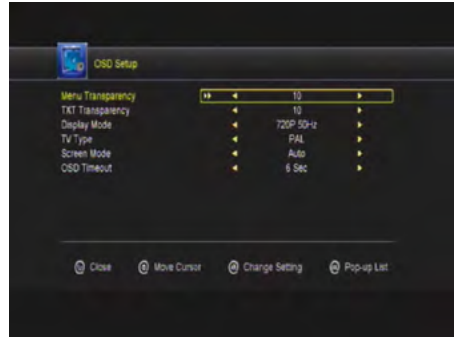 OSD Setup
Menu Transparency 10
TXT Transparency 10
Display Mode 720P 50Hz
TV Type PAL
Screen Mode Auto
OSD Timeout 6 Sec
Close Move Cursor Change Setting Pop-up List